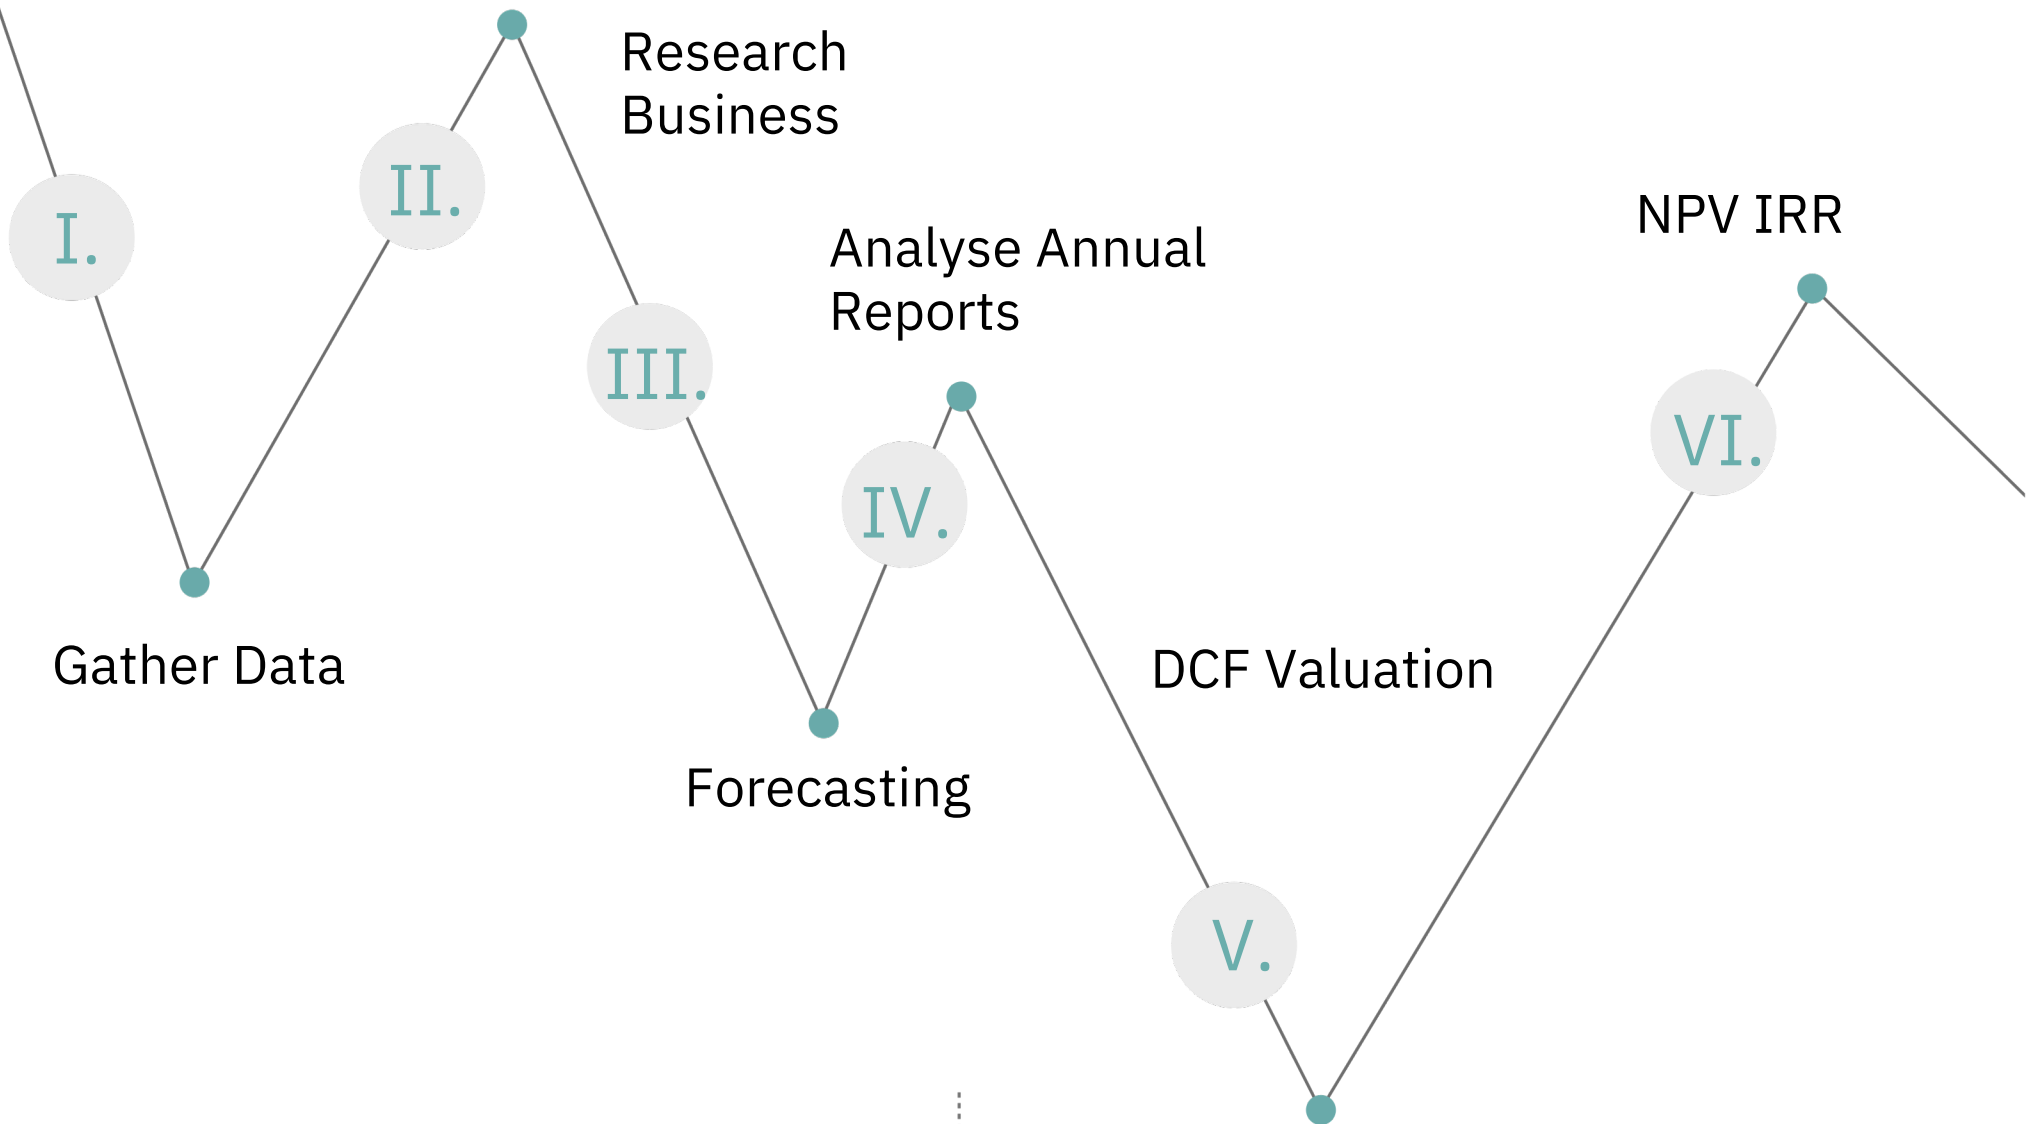 I.
Gather Data
II.
Research
Business
III.
Forecasting
IV.
Analyse Annual
Reports
V.
DCF Valuation
VI.
NPV IRR